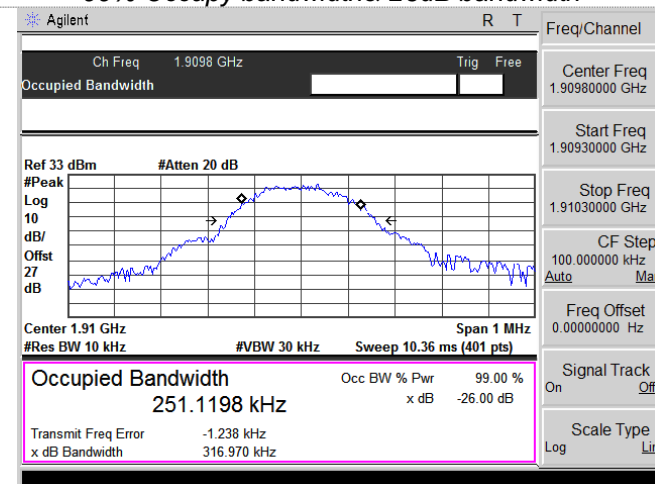 Agilent R T
Ch Freq 1.9098 GHz Trig Free
Occupied Bandwidth
Ref 33 dBm #Atten 20 dB
#Peak
Log
10
dB/
Offst
27
dB
Center 1.91 GHz Span 1 MHz
#Res BW 10 kHz #VBW 30 kHz Sweep 10.36 ms (401 pts)
Occupied Bandwidth Occ BW % Pwr 99.00 %
251.1198 kHz x dB -26.00 dB
Transmit Freq Error -1.238 kHz
x dB Bandwidth 316.970 kHz
Freq/Channel
Center Freq
1.90980000 GHz
Start Freq
1.90930000 GHz
Stop Freq
1.91030000 GHz
CF Step
100.000000 kHz
Auto Ma
Freq Offset
0.00000000 Hz
Signal Track
On Off
Scale Type
Log Lin